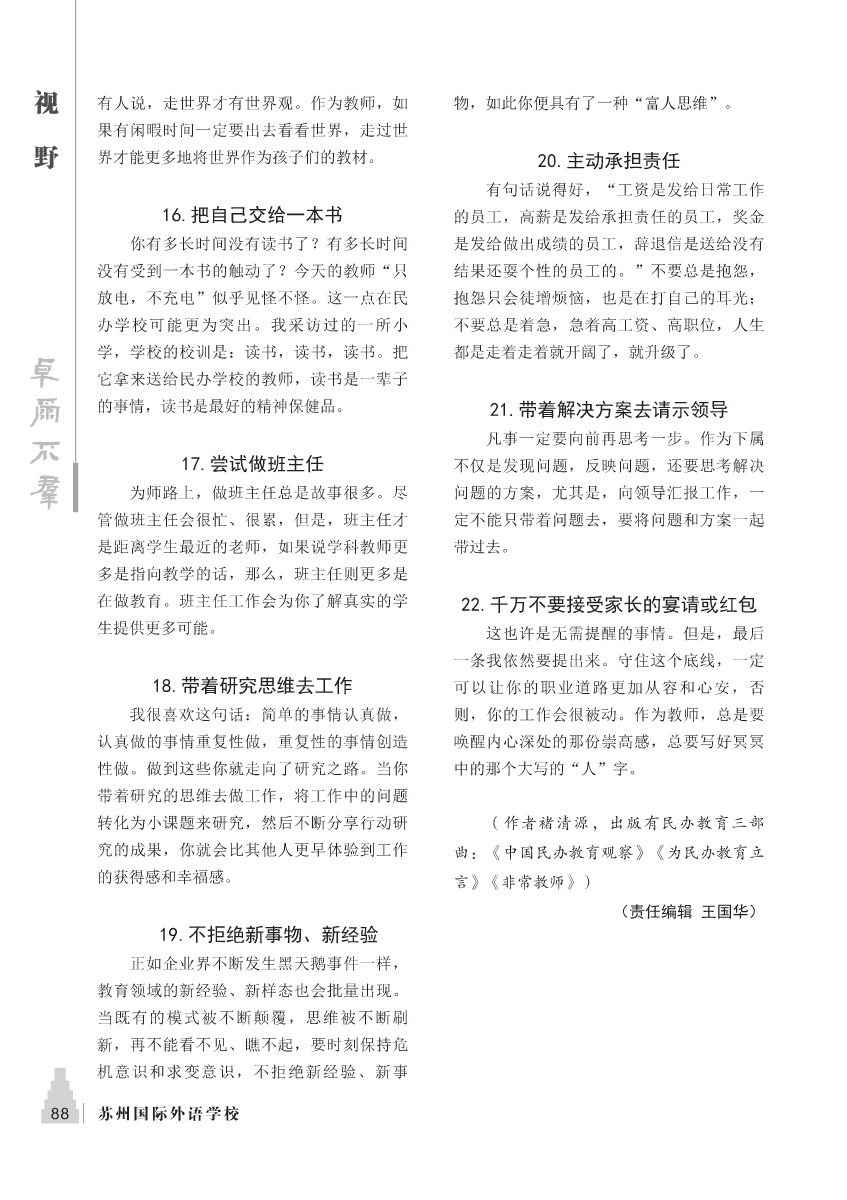 视
野
卓
尔
不
群
有人说，走世界才有世界观。作为教师，如
果有闲暇时间一定要出去看看世界，走过世
界才能更多地将世界作为孩子们的教材。
16.把自己交给一本书
你有多长时间没有读书了？有多长时间
没有受到一本书的触动了？今天的教师“只
放电，不充电”似乎见怪不怪。这一点在民
办学校可能更为突出。我采访过的一所小
学，学校的校训是：读书，读书，读书。把
它拿来送给民办学校的教师，读书是一辈子
的事情，读书是最好的精神保健品。
17.尝试做班主任
为师路上，做班主任总是故事很多。尽
管做班主任会很忙、很累，但是，班主任才
是距离学生最近的老师，如果说学科教师更
多是指向教学的话，那么，班主任则更多是
在做教育。班主任工作会为你了解真实的学
生提供更多可能。
18.带着研究思维去工作
我很喜欢这句话：简单的事情认真做，
认真做的事情重复性做，重复性的事情创造
性做。做到这些你就走向了研究之路。当你
带着研究的思维去做工作，将工作中的问题
转化为小课题来研究，然后不断分享行动研
究的成果，你就会比其他人更早体验到工作
的获得感和幸福感。
19.不拒绝新事物、新经验
正如企业界不断发生黑天鹅事件一样，
教育领域的新经验、新样态也会批量出现。
当既有的模式被不断颠覆，思维被不断刷
新，再不能看不见、瞧不起，要时刻保持危
机意识和求变意识，不拒绝新经验、新事
物，如此你便具有了一种“富人思维”。
20.主动承担责任
有句话说得好，“工资是发给日常工作
的员工，高薪是发给承担责任的员工，奖金
是发给做出成绩的员工，辞退信是送给没有
结果还耍个性的员工的。”不要总是抱怨，
抱怨只会徒增烦恼，也是在打自己的耳光；
不要总是着急，急着高工资、高职位，人生
都是走着走着就开阔了，就升级了。
21.带着解决方案去请示领导
凡事一定要向前再思考一步。作为下属
不仅是发现问题，反映问题，还要思考解决
问题的方案，尤其是，向领导汇报工作，一
定不能只带着问题去，要将问题和方案一起
带过去。
22.千万不要接受家长的宴请或红包
这也许是无需提醒的事情。但是，最后
一条我依然要提出来。守住这个底线，一定
可以让你的职业道路更加从容和心安，否
则，你的工作会很被动。作为教师，总是要
唤醒内心深处的那份崇高感，总要写好冥冥
中的那个大写的“人”字。
（作者褚清源，出版有民办教育三部
曲：《中国民办教育观察》《为民办教育立
言》《非常教师》）
（责任编辑 王国华）
88 苏州国际外语学校